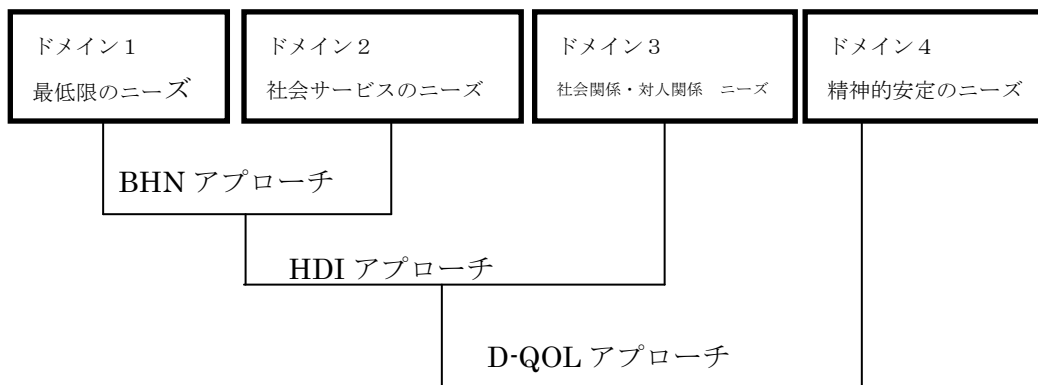 ドメイン１
最低限のニーズ
ドメイン２
社会サービスのニーズ
ドメイン３
社会関係・対人関係　ニーズ
ドメイン４
精神的安定のニーズ
BHN アプローチ
HDI アプローチ
D-QOL アプローチ